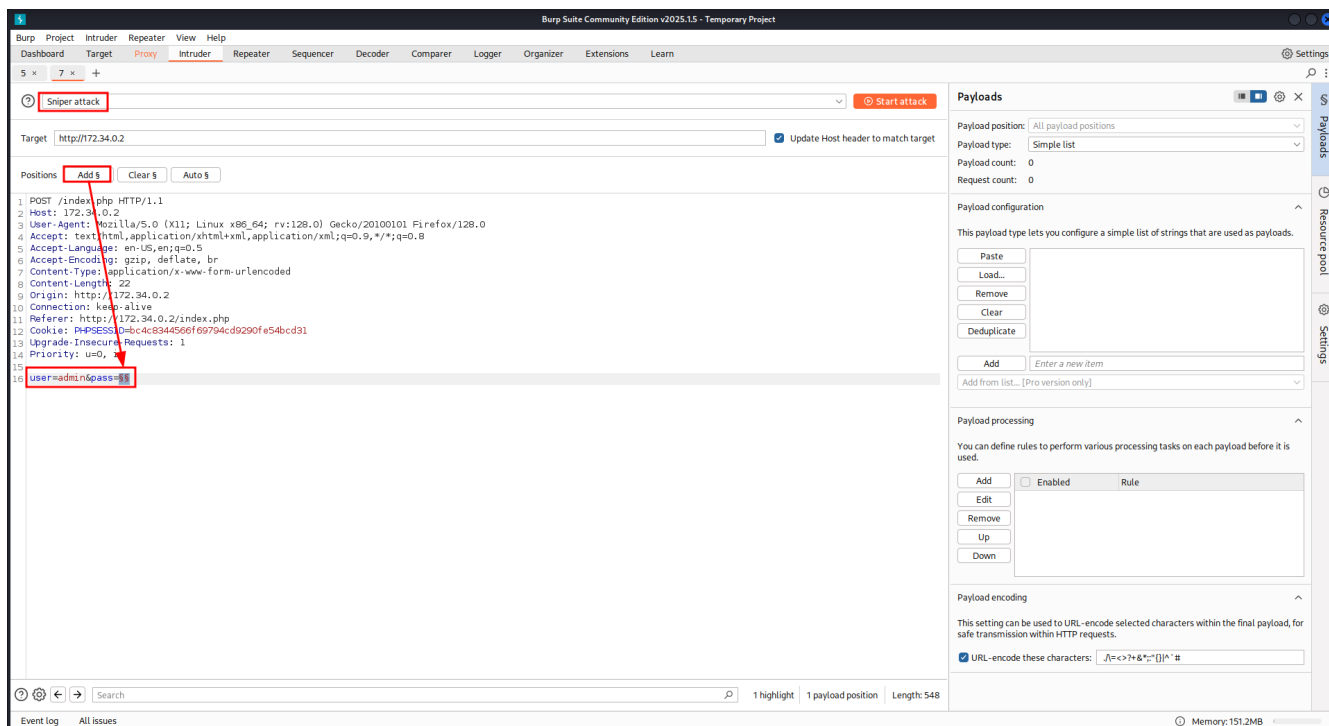 Burp Suite Community Edition v2025.1.5 - Temporary Project
Burp Project Intruder Repeater View Help
Dashboard Target Proxy Intruder Repeater Sequencer Decoder Comparer Logger Organizer Extensions Learn Settings
5 × 7 × +
Sniper attack Start attack
Target http://172.34.0.2 Update Host header to match target
Positions Add § Clear § Auto §
1 POST /index.php HTTP/1.1
2 Host: 172.34.0.2
3 User-Agent: Mozilla/5.0 (X11; Linux x86_64; rv:128.0) Gecko/20100101 Firefox/128.0
4 Accept: text/html,application/xhtml+xml,application/xml;q=0.9,*/*;q=0.8
5 Accept-Language: en-US,en;q=0.5
6 Accept-Encoding: gzip, deflate, br
7 Content-Type: application/x-www-form-urlencoded
8 Content-Length: 22
9 Origin: http://172.34.0.2
10 Connection: keep-alive
11 Referer: http://172.34.0.2/index.php
12 Cookie: PHPSESSID=bc4c8344566f69794cd9290fe54bcd31
13 Upgrade-Insecure-Requests: 1
14 Priority: u=0,
15
16 user=admin&pass=§§
Search 1 highlight 1 payload position Length: 548
Event log All issues Memory: 151.2MB
Payloads
Payload position: All payload positions
Payload type: Simple list
Payload count: 0
Request count: 0
Payload configuration
This payload type lets you configure a simple list of strings that are used as payloads.
Paste
Load...
Remove
Clear
Deduplicate
Add Enter a new item
Add from list... [Pro version only]
Payload processing
You can define rules to perform various processing tasks on each payload before it is
used.
Add Enabled Rule
Edit
Remove
Up
Down
Payload encoding
This setting can be used to URL-encode selected characters within the final payload, for
safe transmission within HTTP requests.
URL-encode these characters: ./\=<>?+&*;:"{}|^`#
§ Payloads
Resource pool
Settings